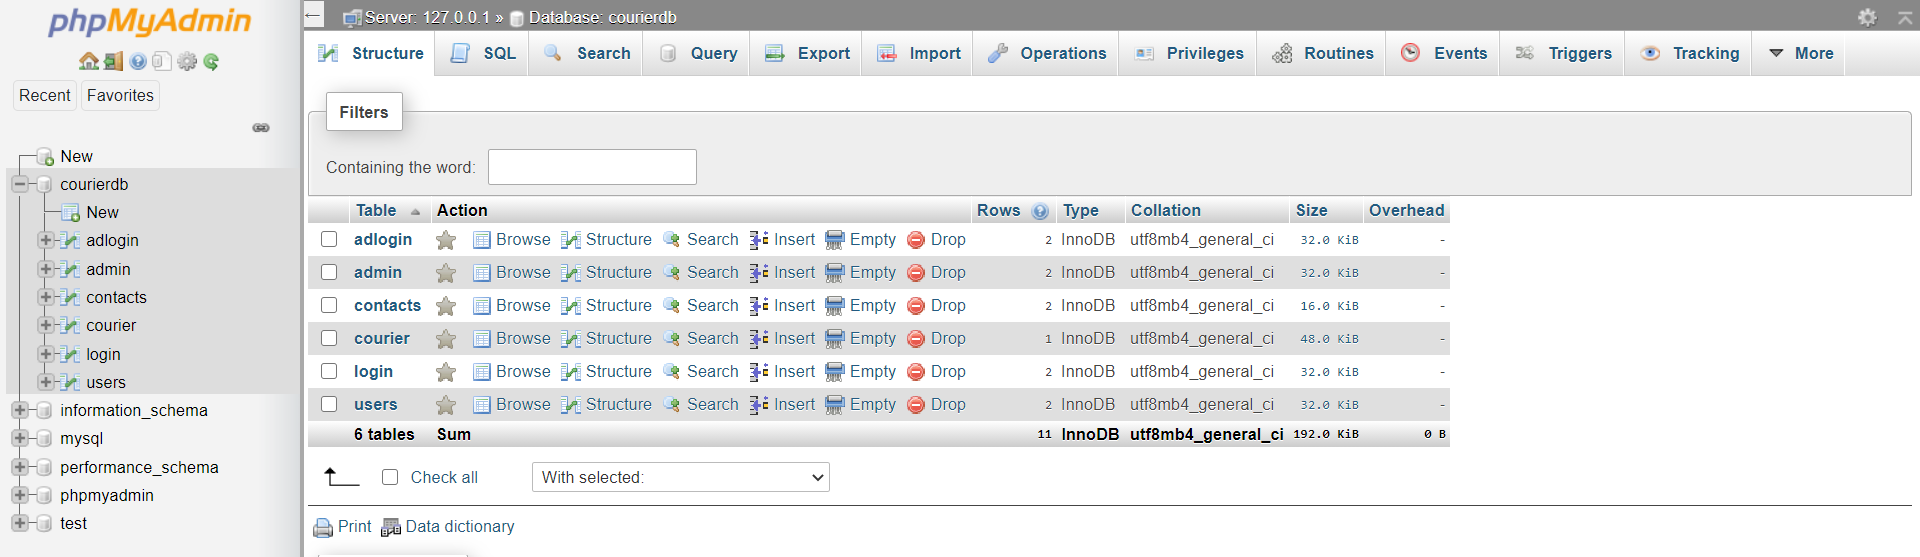 phpMyAdmin
Recent Favorites
New
courierdb
New
adlogin
admin
contacts
courier
login
users
information_schema
mysql
performance_schema
phpmyadmin
test
Server: 127.0.0.1 » Database: courierdb
Structure SQL Search Query Export Import Operations Privileges Routines Events Triggers Tracking More
Filters
Containing the word:
Table Action Rows Type Collation Size Overhead
adlogin Browse Structure Search Insert Empty Drop 2 InnoDB utf8mb4_general_ci 32.0 KiB -
admin Browse Structure Search Insert Empty Drop 2 InnoDB utf8mb4_general_ci 32.0 KiB -
contacts Browse Structure Search Insert Empty Drop 2 InnoDB utf8mb4_general_ci 16.0 KiB -
courier Browse Structure Search Insert Empty Drop 1 InnoDB utf8mb4_general_ci 48.0 KiB -
login Browse Structure Search Insert Empty Drop 2 InnoDB utf8mb4_general_ci 32.0 KiB -
users Browse Structure Search Insert Empty Drop 2 InnoDB utf8mb4_general_ci 32.0 KiB -
6 tables Sum 11 InnoDB utf8mb4_general_ci 192.0 KiB 0 B
Check all With selected:
Print Data dictionary